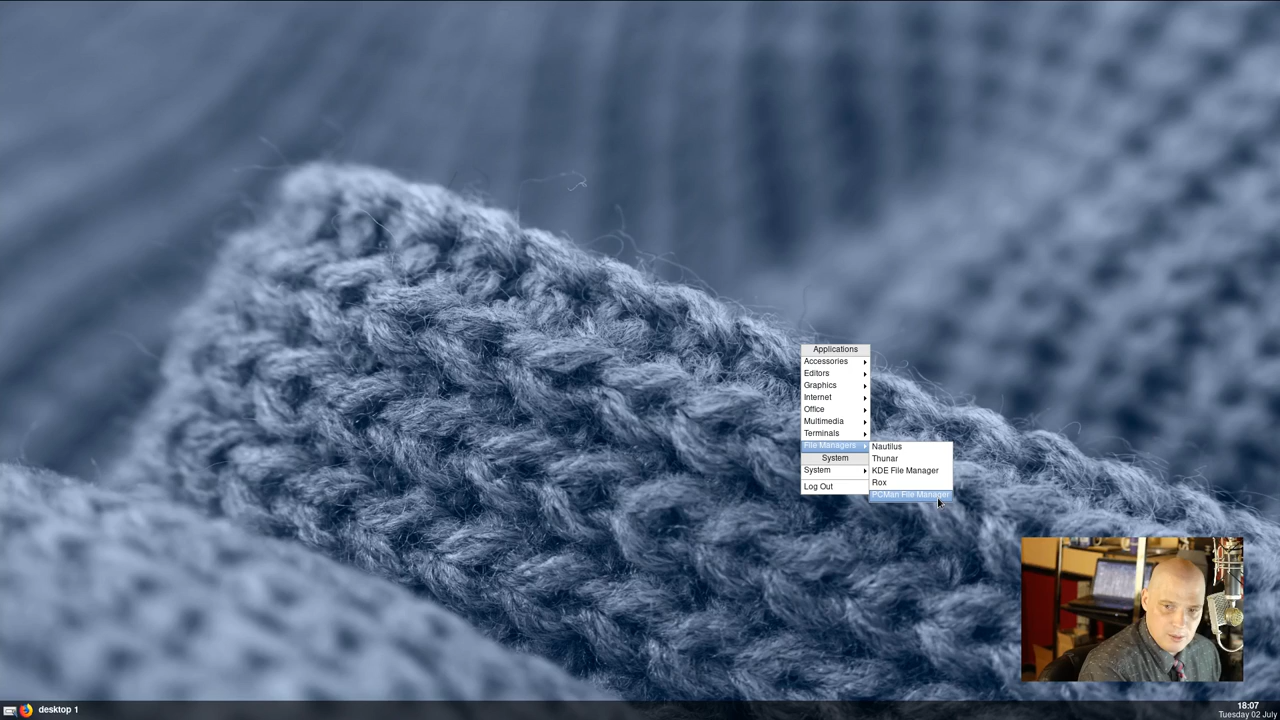 Applications
Accessories
Editors
Graphics
Internet
Office
Multimedia
Terminals
File Managers
System
System
Log Out
Nautilus
Thunar
KDE File Manager
Rox
PCMan File Manager
desktop 1
18:07
Tuesday 02 July